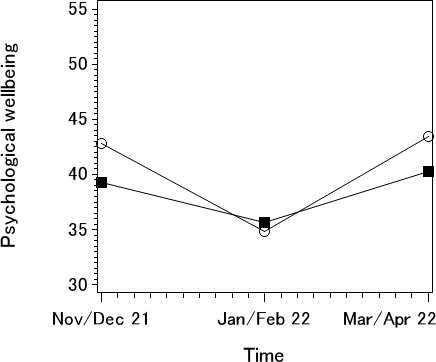 55
50
45
40
35
30
Psychological wellbeing
Nov/Dec 21
Jan/Feb 22
Mar/Apr 22
Time